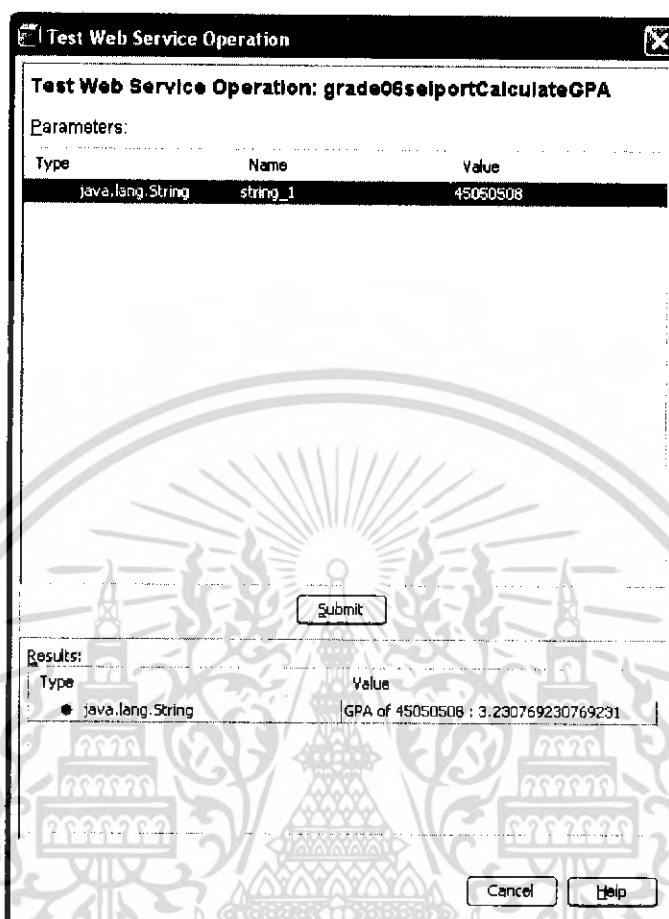 Test Web Service Operation
Test Web Service Operation: grade06seiportCalculateGPA
Parameters:
Type Name Value
java.lang.String string_1 45050508
Submit
Results:
Type Value
java.lang.String GPA of 45050508 : 3.230769230769231
Cancel Help